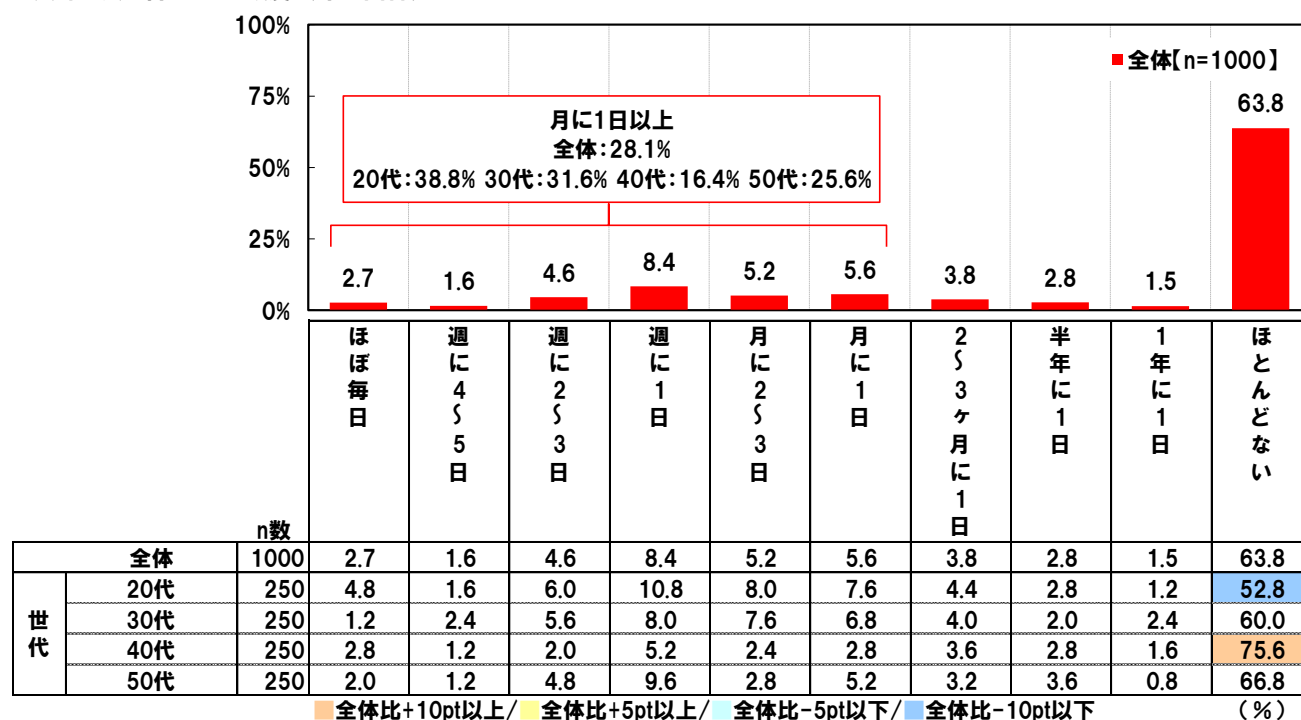 100%
■全体【n=1000】
75%
63.8
月に1日以上
全体：28.1%
50%
20代：38.8% 30代：31.6% 40代：16.4% 50代：25.6%
25%
2.7 1.6 4.6 8.4 5.2 5.6 3.8 2.8 1.5
0%
ほぼ毎日
週に4～5日
週に2～3日
週に1日
月に2～3日
月に1日
2～3ヶ月に1日
半年に1日
1年に1日
ほとんどない
n数
全体 1000 2.7 1.6 4.6 8.4 5.2 5.6 3.8 2.8 1.5 63.8
世代
20代 250 4.8 1.6 6.0 10.8 8.0 7.6 4.4 2.8 1.2 52.8
30代 250 1.2 2.4 5.6 8.0 7.6 6.8 4.0 2.0 2.4 60.0
40代 250 2.8 1.2 2.0 5.2 2.4 2.8 3.6 2.8 1.6 75.6
50代 250 2.0 1.2 4.8 9.6 2.8 5.2 3.2 3.6 0.8 66.8
■全体比+10pt以上/■全体比+5pt以上/■全体比-5pt以下/■全体比-10pt以下 （%）